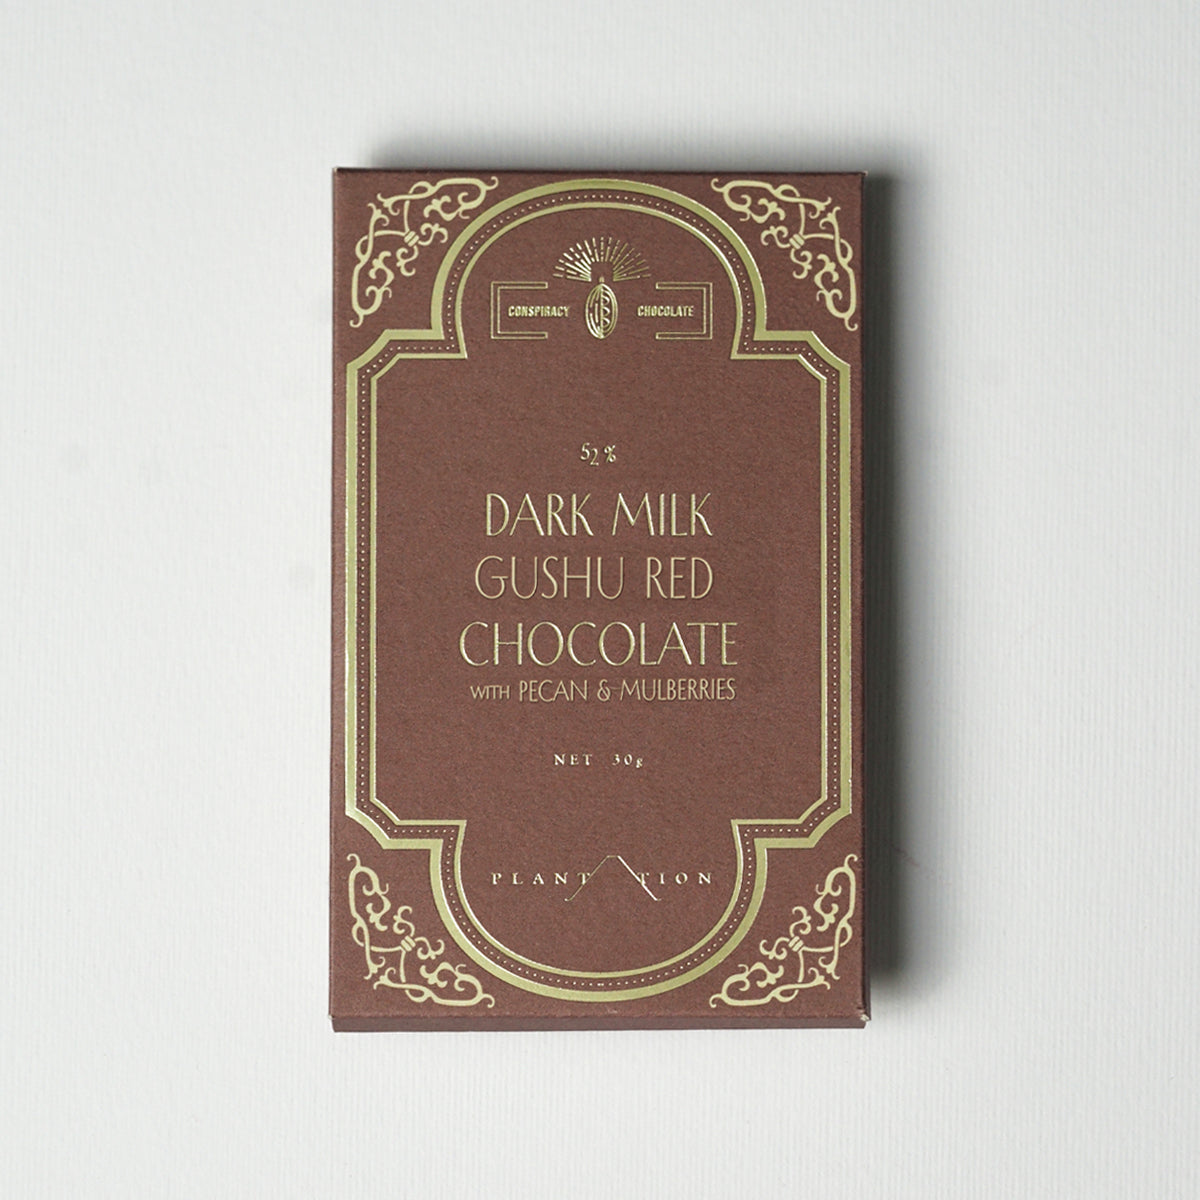 CONSPIRACY CHOCOLATE
52%
DARK MILK
GUSHU RED
CHOCOLATE
WITH PECAN & MULBERRIES
NET 30g
PLANTATION